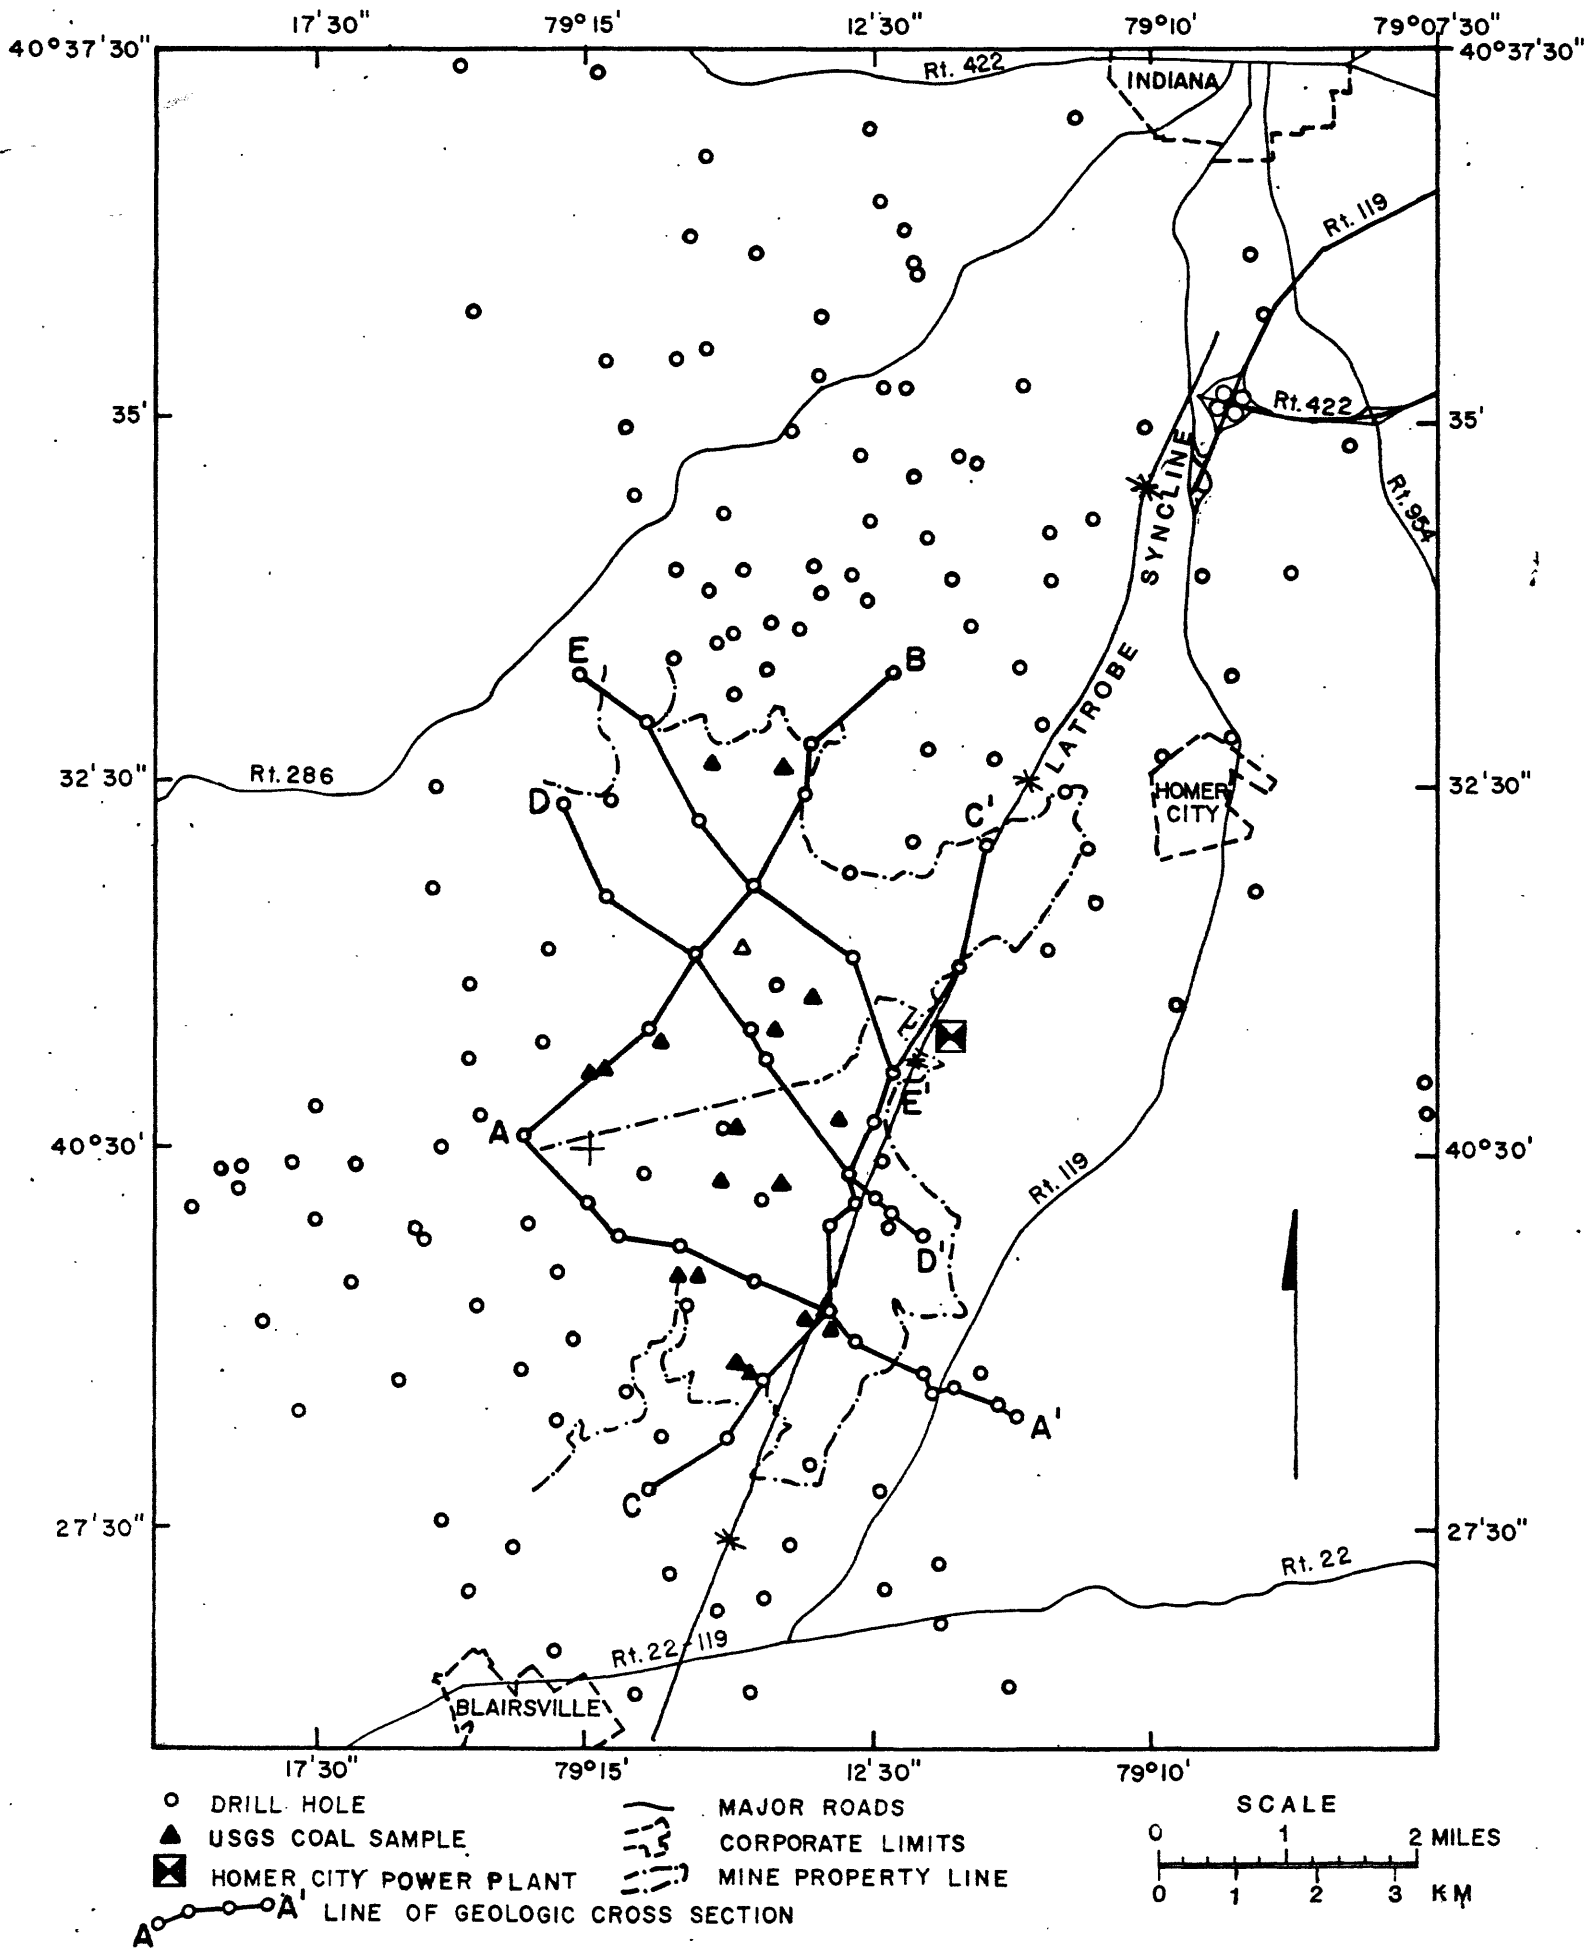 17'30"
79°15'
12'30"
79°10'
79°07'30"
40°37'30"
40°37'30"
Rt. 422
INDIANA
Rt. 119
35'
Rt. 422
35'
Rt. 954
LATROBE SYNCLINE
E
B
Rt. 286
32'30"
D
C'
HOMER
CITY
32'30"
E'
A
40°30'
40°30'
Rt. 119
D'
A'
C
27'30"
27'30"
Rt. 22
Rt. 22-119
BLAIRSVILLE
17'30"
79°15'
12'30"
79°10'
DRILL HOLE
USGS COAL SAMPLE
HOMER CITY POWER PLANT
A A' LINE OF GEOLOGIC CROSS SECTION
MAJOR ROADS
CORPORATE LIMITS
MINE PROPERTY LINE
SCALE
0 1 2 MILES
0 1 2 3 KM